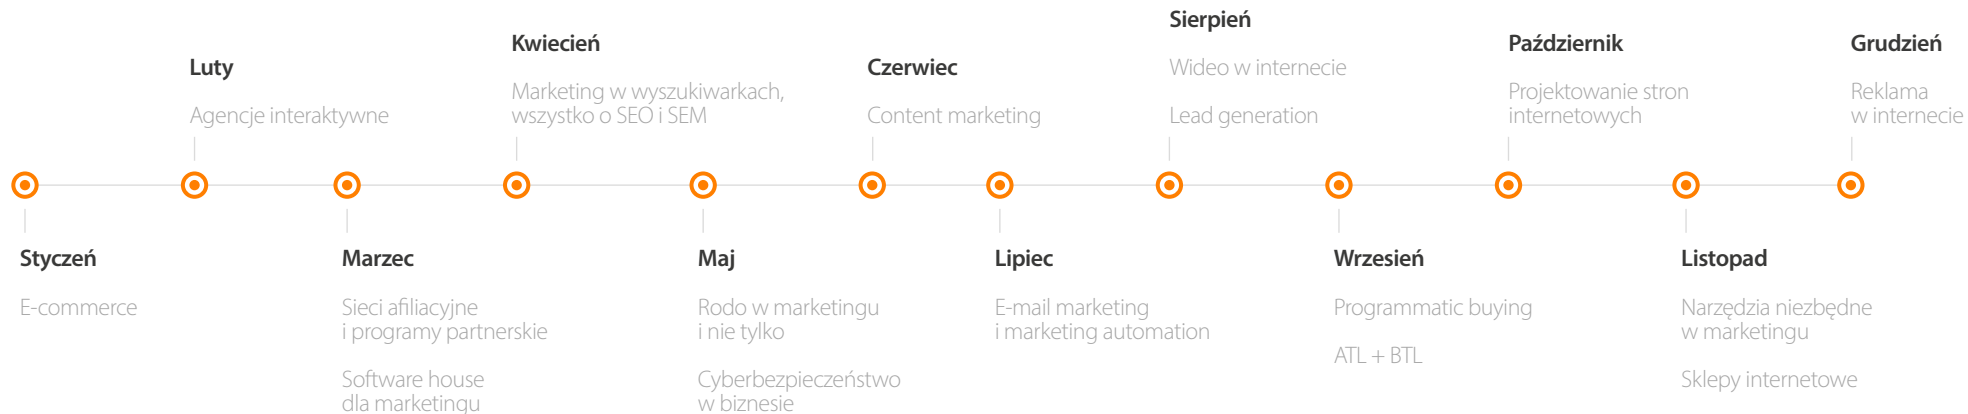 Styczeń
E-commerce
Luty
Agencje interaktywne
Marzec
Sieci afiliacyjne
i programy partnerskie
Software house
dla marketingu
Kwiecień
Marketing w wyszukiwarkach,
wszystko o SEO i SEM
Maj
Rodo w marketingu
i nie tylko
Cyberbezpieczeństwo
w biznesie
Czerwiec
Content marketing
Lipiec
E-mail marketing
i marketing automation
Sierpień
Wideo w internecie
Lead generation
Wrzesień
Programmatic buying
ATL + BTL
Październik
Projektowanie stron
internetowych
Listopad
Narzędzia niezbędne
w marketingu
Sklepy internetowe
Grudzień
Reklama
w internecie